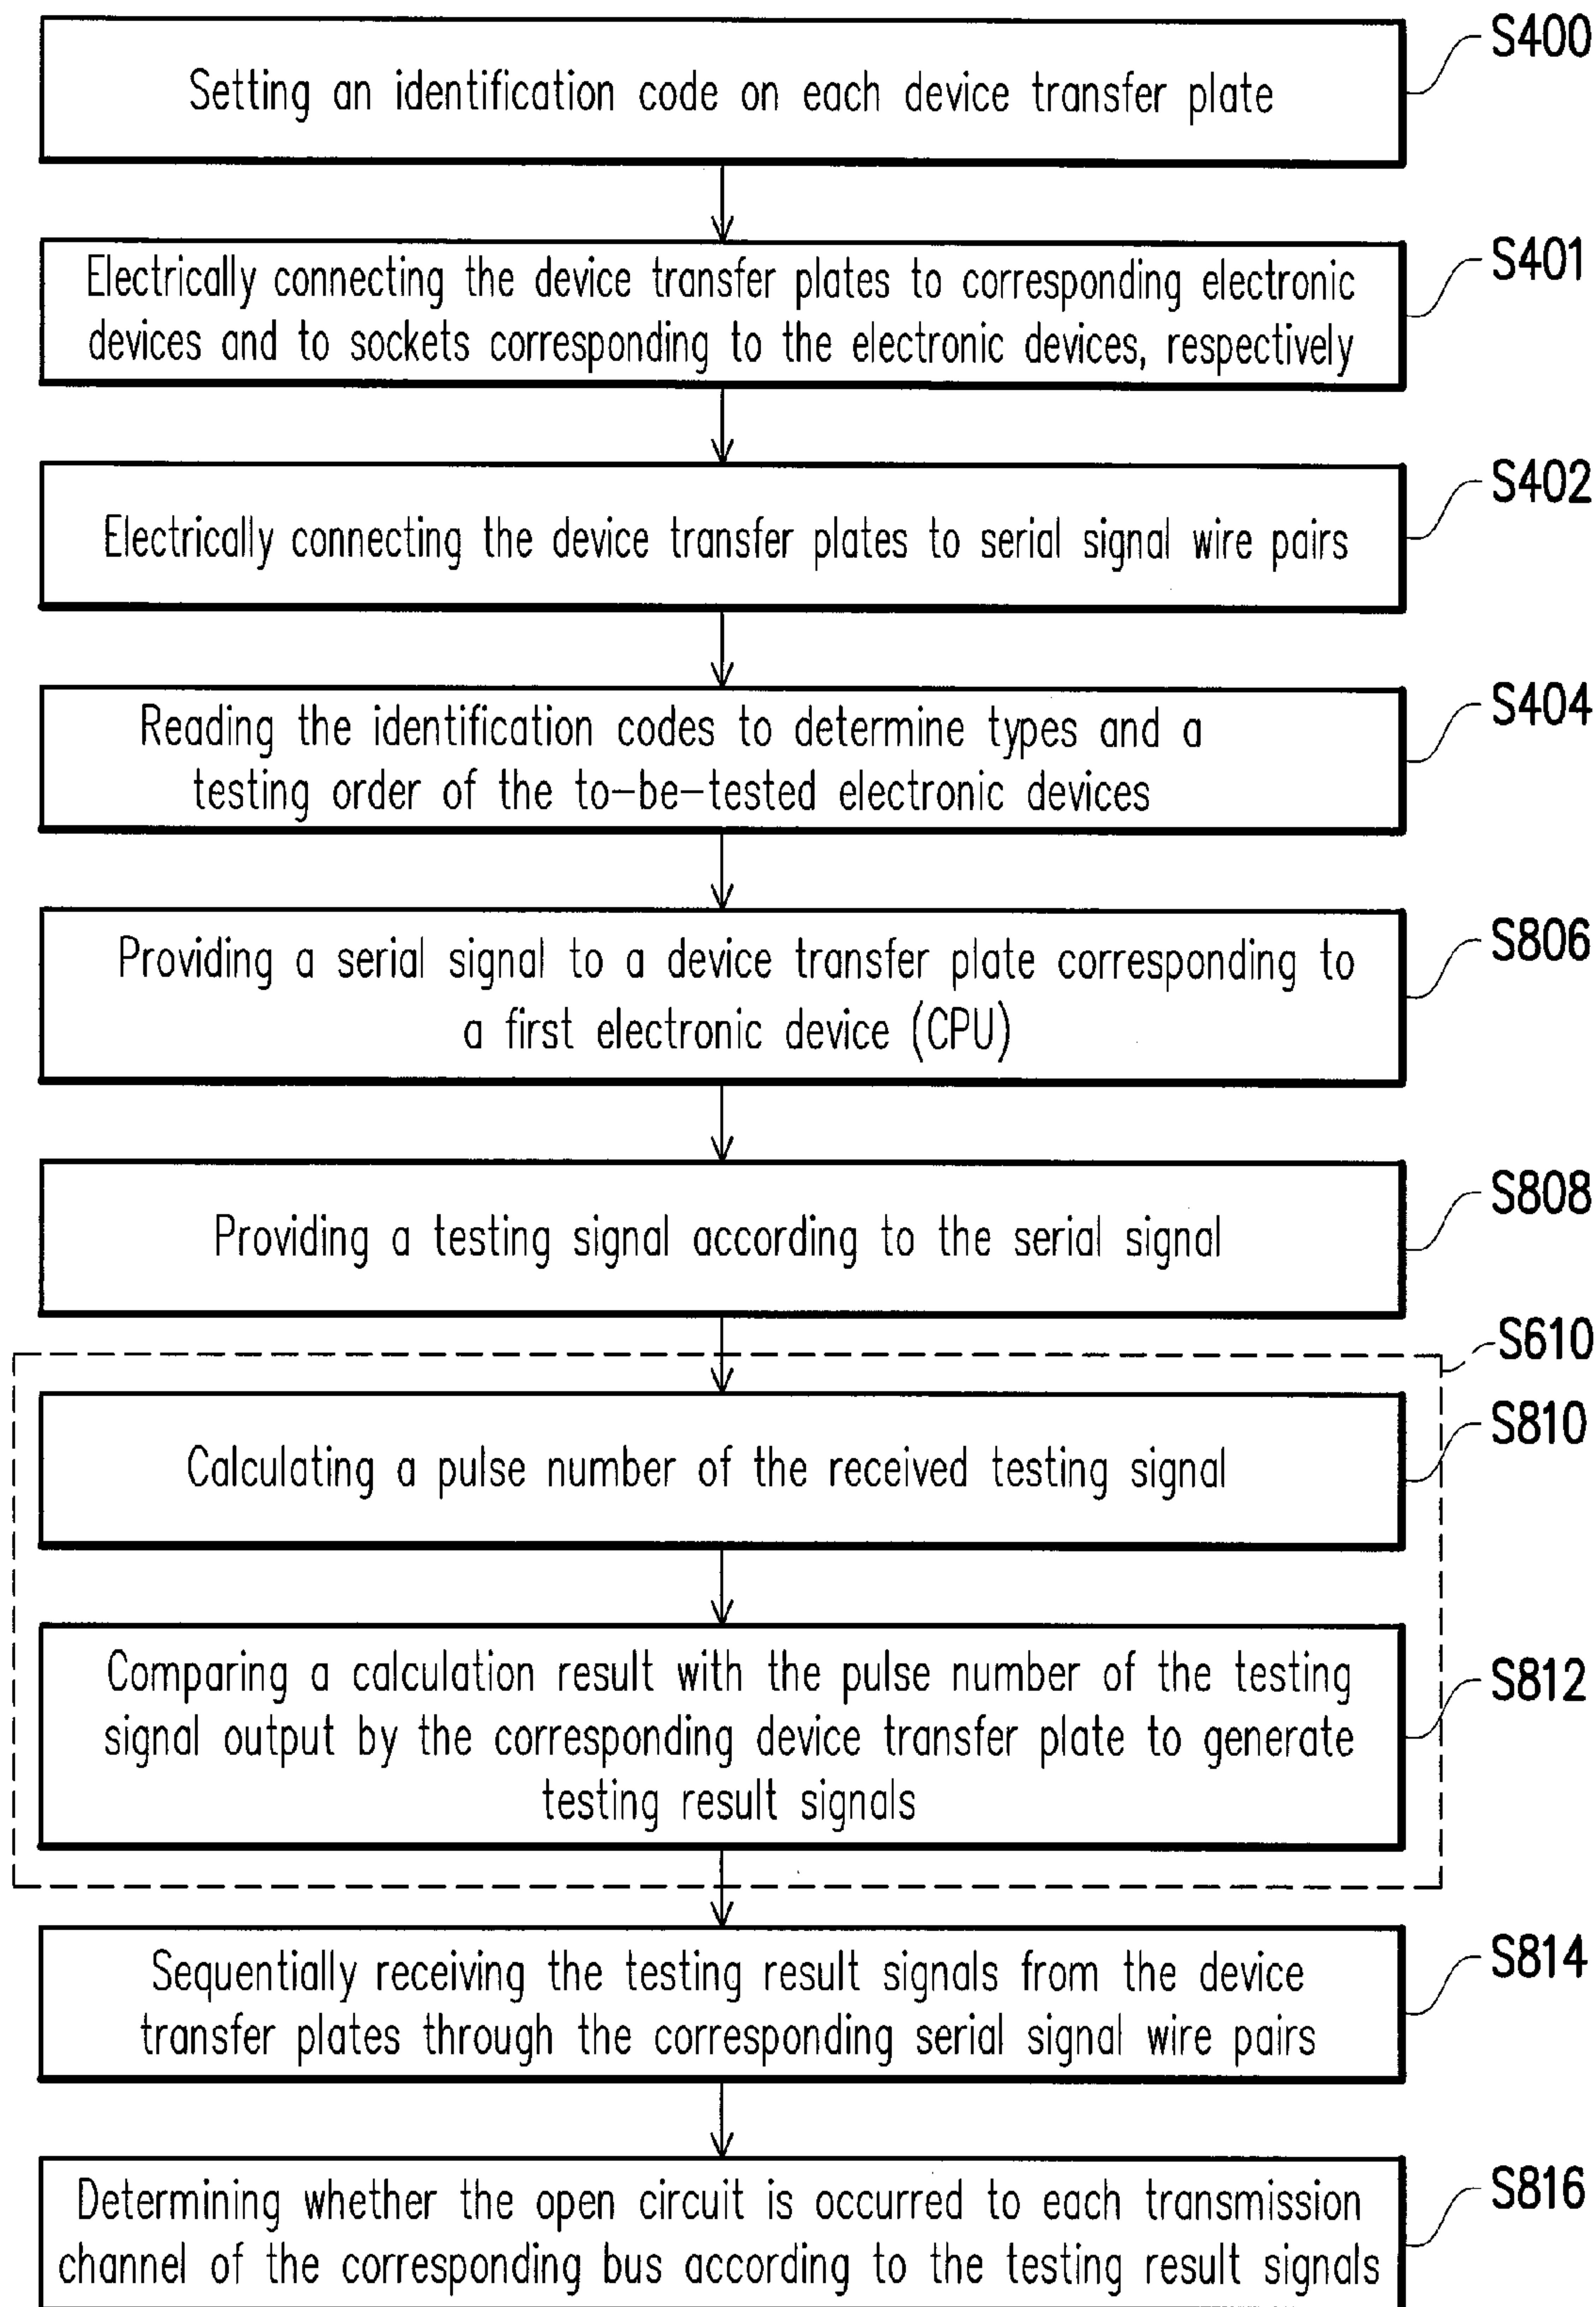 S400
Setting an identification code on each device transfer plate
S401
Electrically connecting the device transfer plates to corresponding electronic
devices and to sockets corresponding to the electronic devices, respectively
S402
Electrically connecting the device transfer plates to serial signal wire pairs
S404
Reading the identification codes to determine types and a
testing order of the to-be-tested electronic devices
S806
Providing a serial signal to a device transfer plate corresponding to
a first electronic device (CPU)
S808
Providing a testing signal according to the serial signal
S610
S810
Calculating a pulse number of the received testing signal
S812
Comparing a calculation result with the pulse number of the testing
signal output by the corresponding device transfer plate to generate
testing result signals
S814
Sequentially receiving the testing result signals from the device
transfer plates through the corresponding serial signal wire pairs
S816
Determining whether the open circuit is occurred to each transmission
channel of the corresponding bus according to the testing result signals